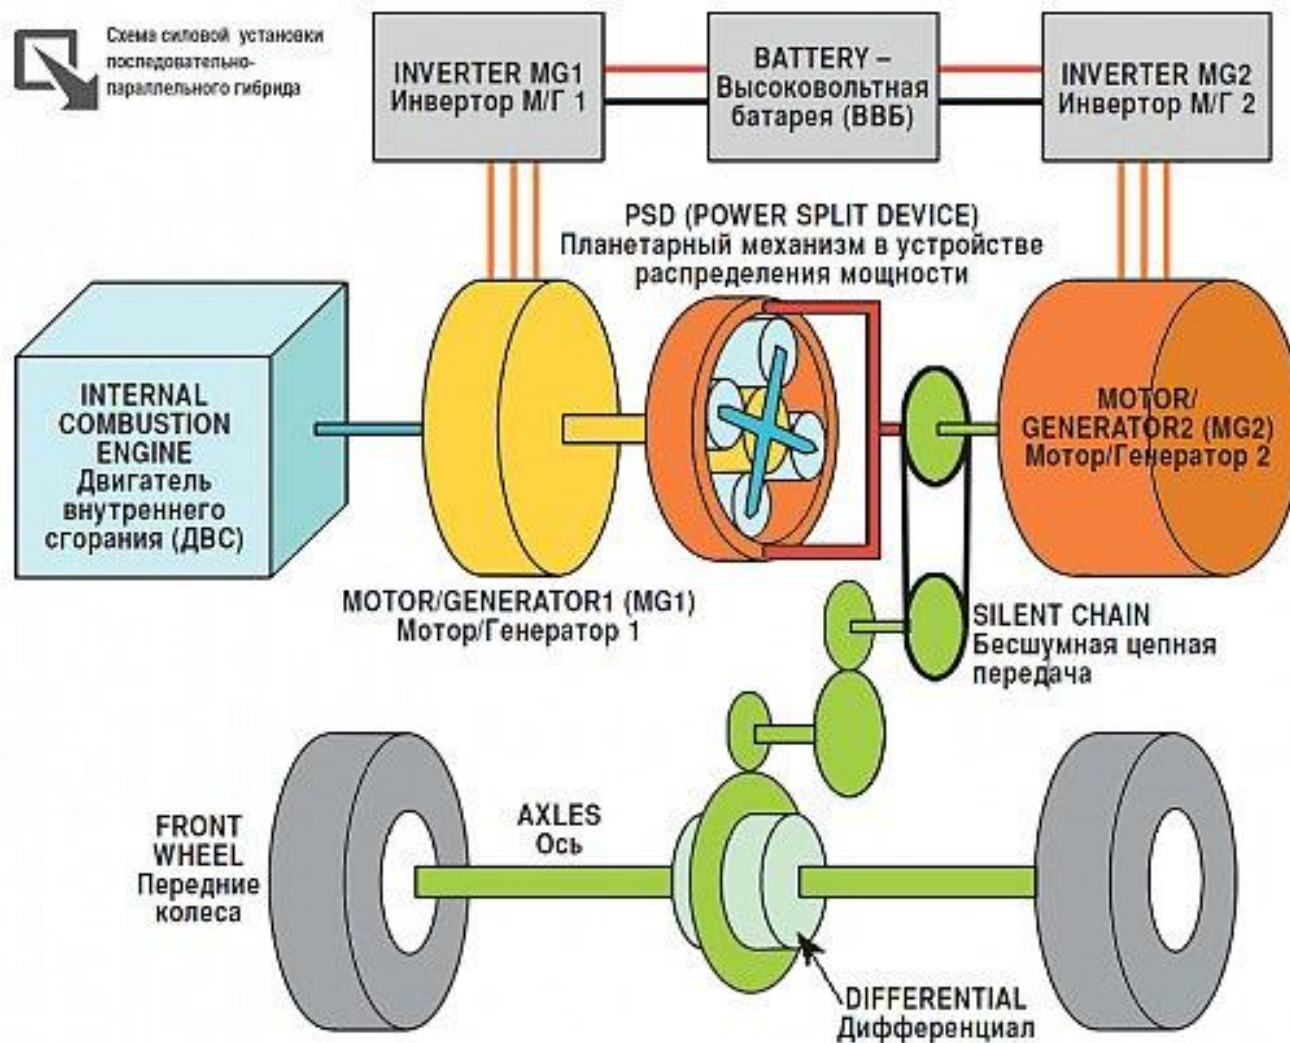 Схема силовой установки
последовательно-
параллельного гибрида
INVERTER MG1
Инвертор М/Г 1
BATTERY –
Высоковольтная
батарея (ВВБ)
INVERTER MG2
Инвертор М/Г 2
PSD (POWER SPLIT DEVICE)
Планетарный механизм в устройстве
распределения мощности
INTERNAL
COMBUSTION
ENGINE
Двигатель
внутреннего
сгорания (ДВС)
MOTOR/
GENERATOR2 (MG2)
Мотор/Генератор 2
MOTOR/GENERATOR1 (MG1)
Мотор/Генератор 1
SILENT CHAIN
Бесшумная цепная
передача
FRONT
WHEEL
Передние
колеса
AXLES
Ось
DIFFERENTIAL
Дифференциал